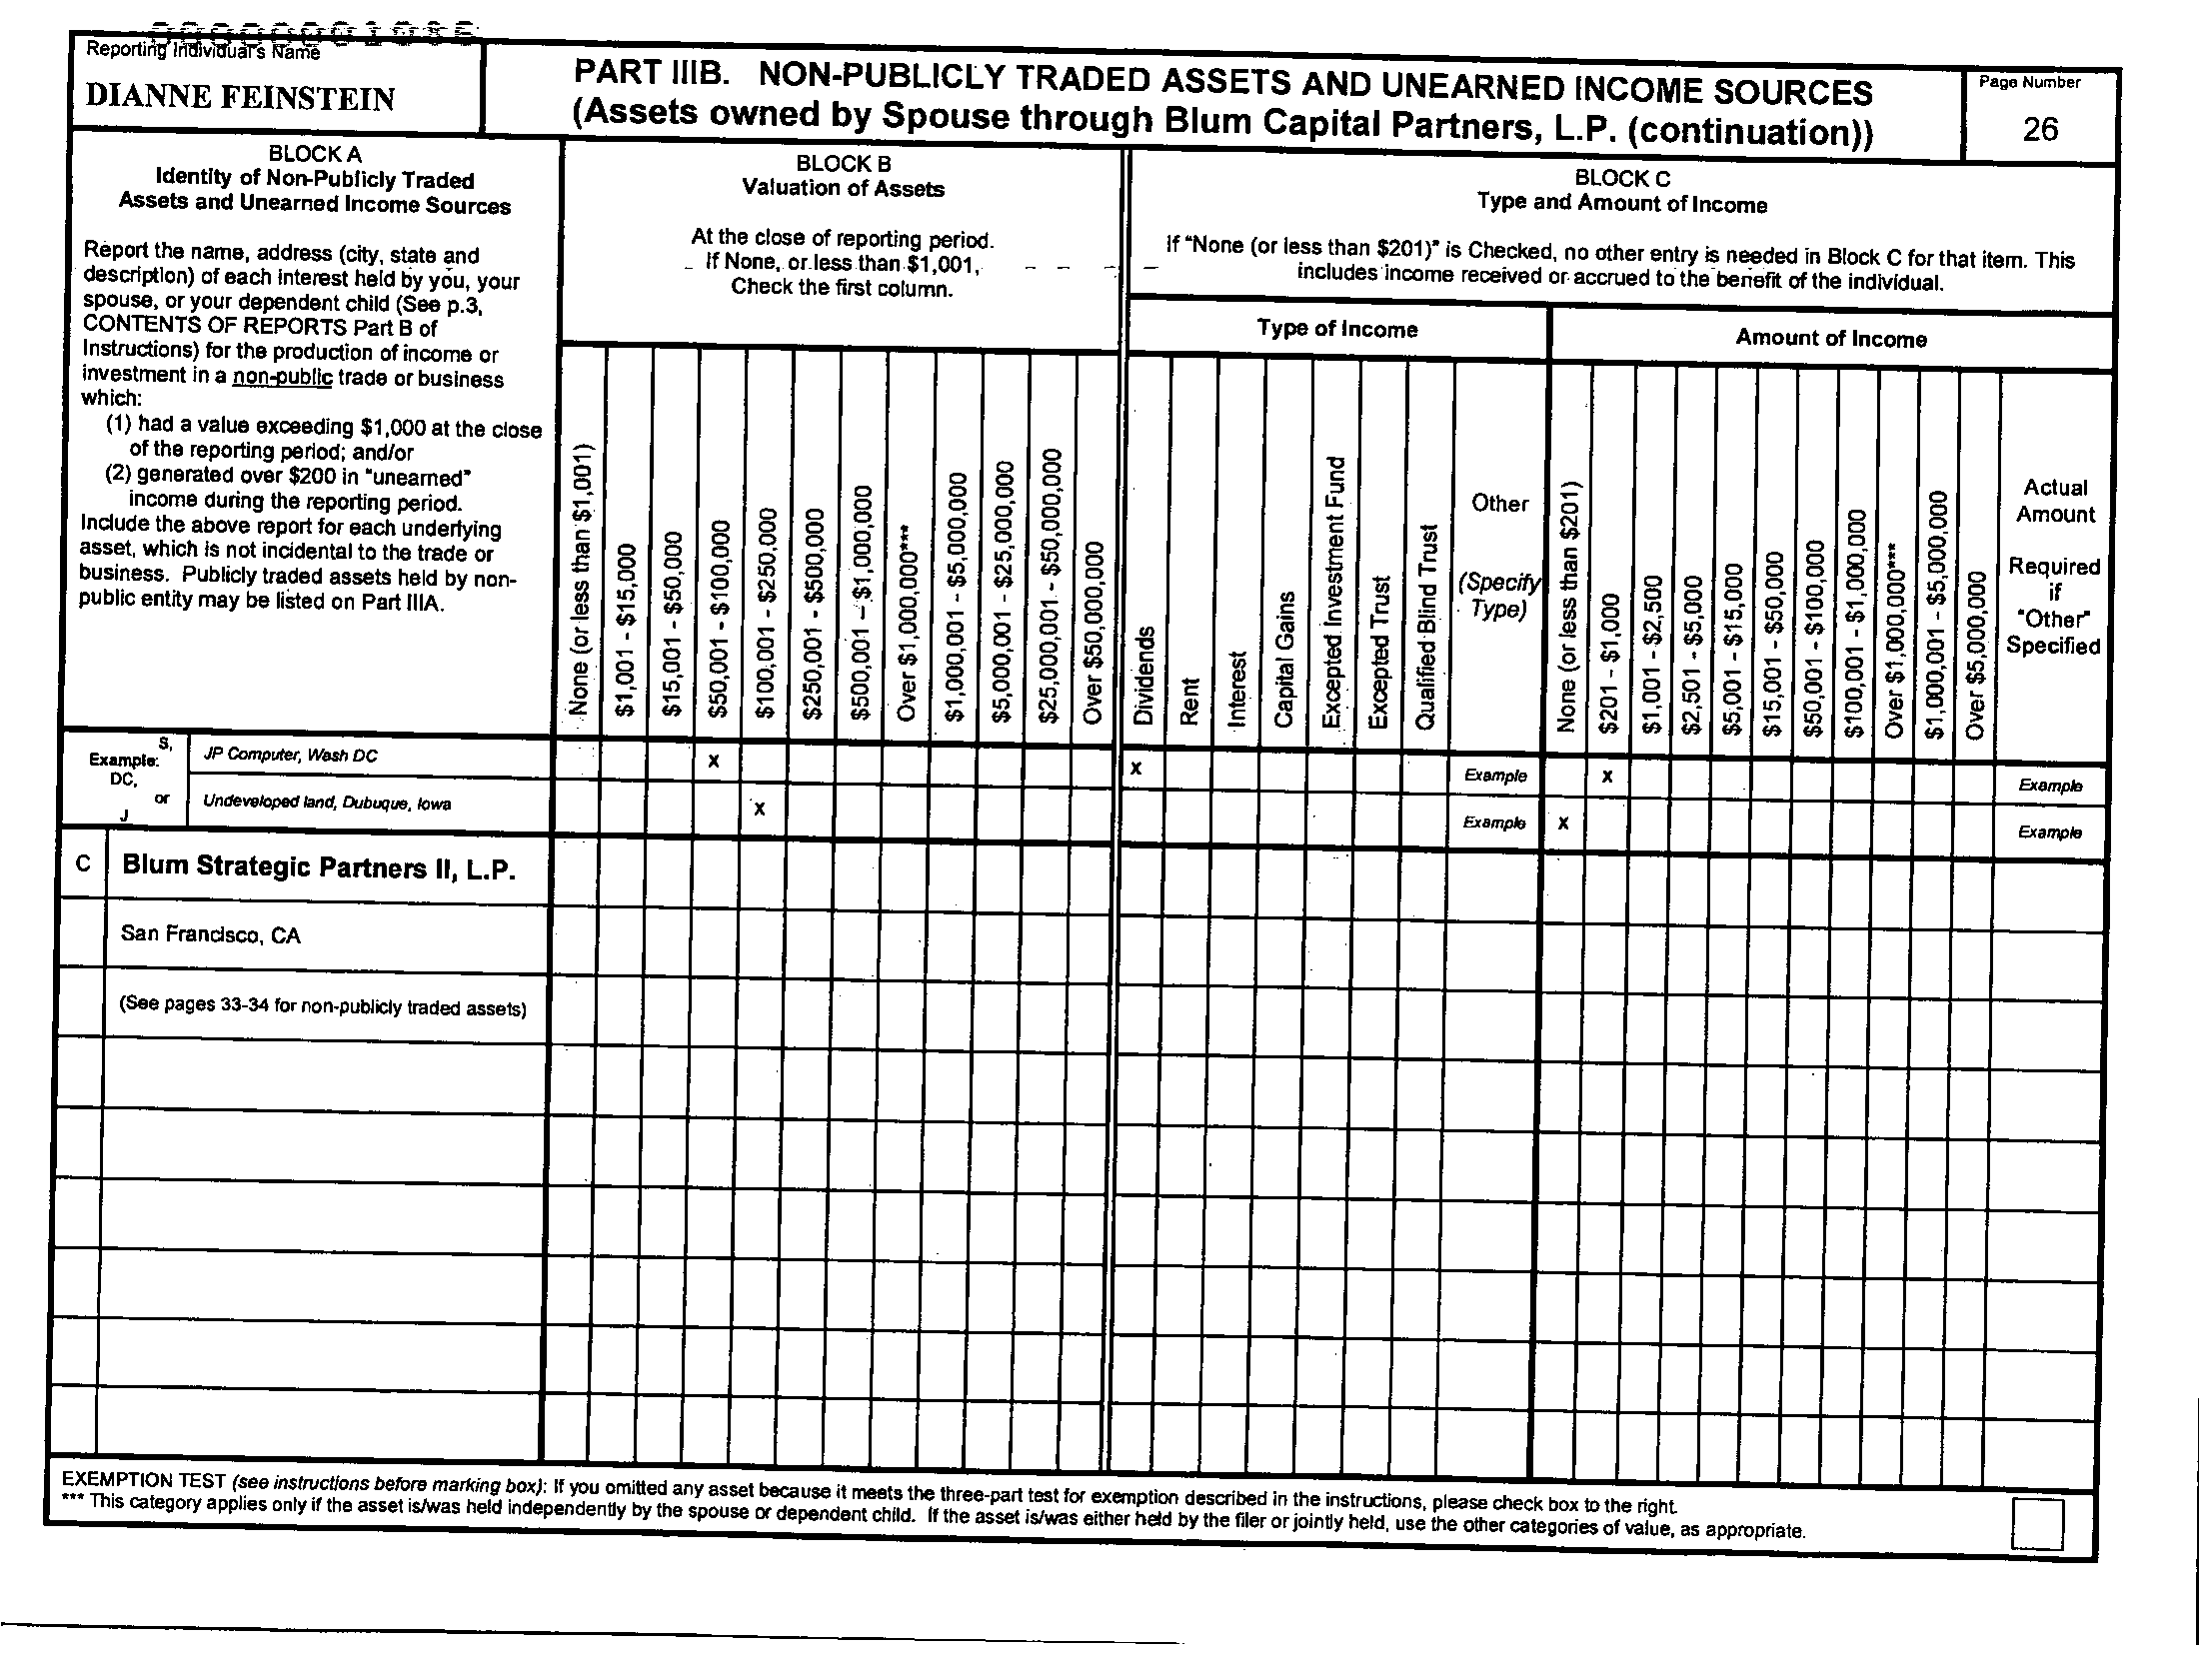 Reporting Individual's Name
DIANNE FEINSTEIN
PART IIIB. NON-PUBLICLY TRADED ASSETS AND UNEARNED INCOME SOURCES
(Assets owned by Spouse through Blum Capital Partners, L.P. (continuation))
Page Number
26
BLOCK A
Identity of Non-Publicly Traded
Assets and Unearned Income Sources
Report the name, address (city, state and
description) of each interest held by you, your
spouse, or your dependent child (See p.3,
CONTENTS OF REPORTS Part B of
Instructions) for the production of income or
investment in a non-public trade or business
which:
(1) had a value exceeding $1,000 at the close
of the reporting period; and/or
(2) generated over $200 in "unearned"
income during the reporting period.
Include the above report for each underlying
asset, which is not incidental to the trade or
business. Publicly traded assets held by non-
public entity may be listed on Part IIIA.
BLOCK B
Valuation of Assets
At the close of reporting period.
If None, or less than $1,001,
Check the first column.
None (or less than $1,001)
$1,001 - $15,000
$15,001 - $50,000
$50,001 - $100,000
$100,001 - $250,000
$250,001 - $500,000
$500,001 - $1,000,000
Over $1,000,000***
$1,000,001 - $5,000,000
$5,000,001 - $25,000,000
$25,000,001 - $50,000,000
Over $50,000,000
BLOCK C
Type and Amount of Income
If "None (or less than $201)" is Checked, no other entry is needed in Block C for that item. This
includes income received or accrued to the benefit of the individual.
Type of Income
Dividends
Rent
Interest
Capital Gains
Excepted Investment Fund
Excepted Trust
Qualified Blind Trust
Other
(Specify
Type)
Amount of Income
None (or less than $201)
$201 - $1,000
$1,001 - $2,500
$2,501 - $5,000
$5,001 - $15,000
$15,001 - $50,000
$50,001 - $100,000
$100,001 - $1,000,000
Over $1,000,000***
$1,000,001 - $5,000,000
Over $5,000,000
Actual
Amount
Required
if
"Other"
Specified
Example: S,
DC,
or
J
JP Computer, Wash DC X X Example X Example
Undeveloped land, Dubuque, Iowa X Example X Example
C Blum Strategic Partners II, L.P.
San Francisco, CA
(See pages 33-34 for non-publicly traded assets)
EXEMPTION TEST (see instructions before marking box): If you omitted any asset because it meets the three-part test for exemption described in the instructions, please check box to the right.
*** This category applies only if the asset is/was held independently by the spouse or dependent child. If the asset is/was either held by the filer or jointly held, use the other categories of value, as appropriate.